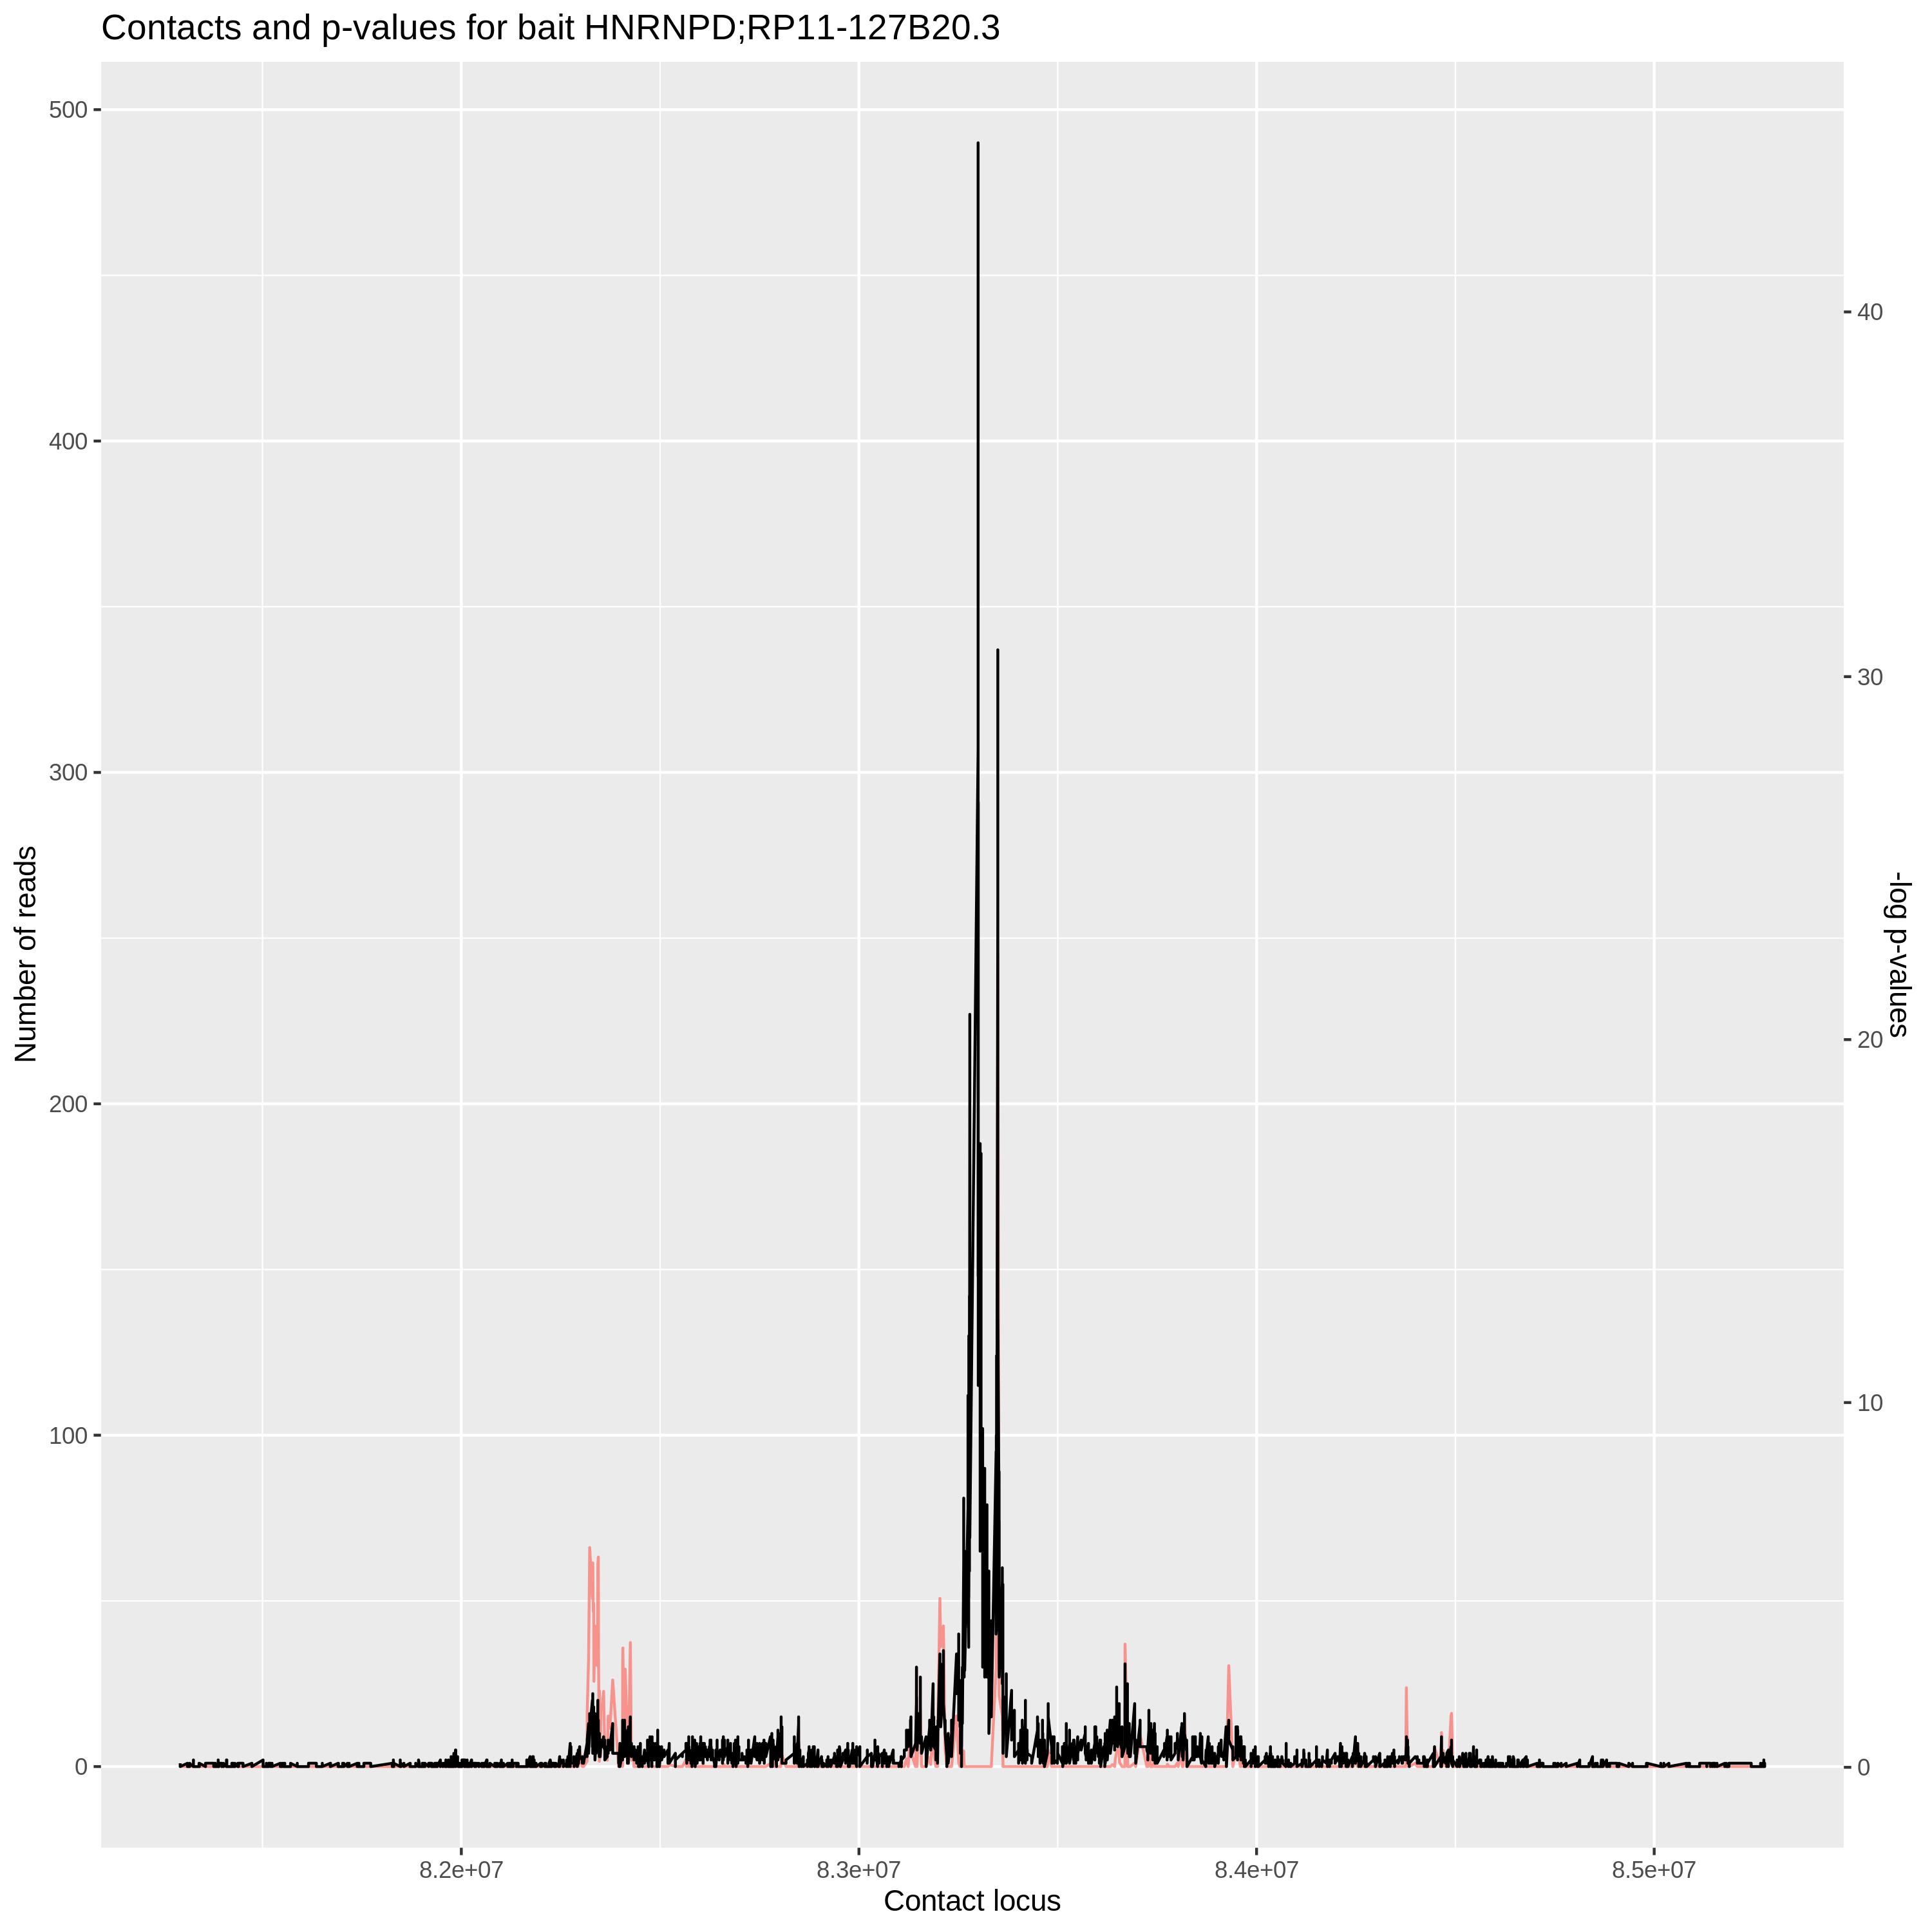 Contacts and p-values for bait HNRNPD;RP11-127B20.3
500
400
300
200
100
0
Number of reads
40
30
20
10
0
-log p-values
8.2e+07
8.3e+07
8.4e+07
8.5e+07
Contact locus